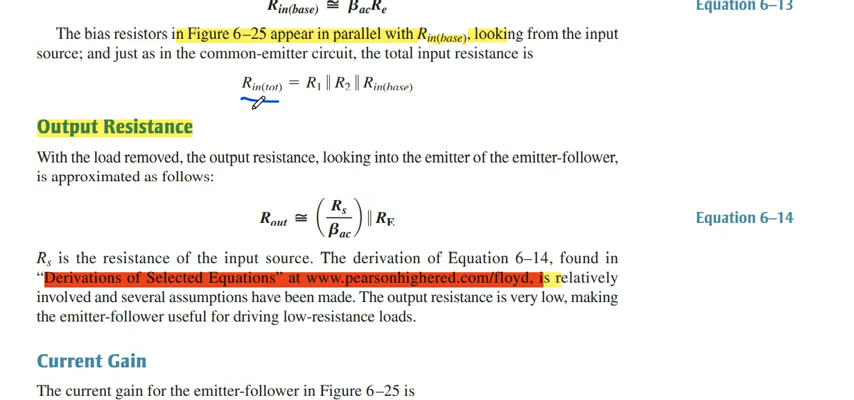 Rin(base) ≅ βacRe
Equation 6–13
The bias resistors in Figure 6–25 appear in parallel with Rin(base), looking from the input
source; and just as in the common-emitter circuit, the total input resistance is
Rin(tot) = R1 ∥ R2 ∥ Rin(base)
Output Resistance
With the load removed, the output resistance, looking into the emitter of the emitter-follower,
is approximated as follows:
Rout ≅ (Rs/βac) ∥ RE
Equation 6–14
Rs is the resistance of the input source. The derivation of Equation 6–14, found in
“Derivations of Selected Equations” at www.pearsonhighered.com/floyd, is relatively
involved and several assumptions have been made. The output resistance is very low, making
the emitter-follower useful for driving low-resistance loads.
Current Gain
The current gain for the emitter-follower in Figure 6–25 is